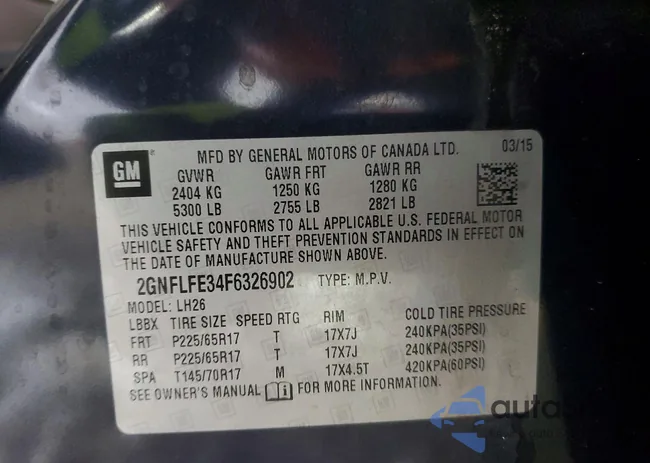 GM
MFD BY GENERAL MOTORS OF CANADA LTD. 03/15
GVWR GAWR FRT GAWR RR
2404 KG 1250 KG 1280 KG
5300 LB 2755 LB 2821 LB
THIS VEHICLE CONFORMS TO ALL APPLICABLE U.S. FEDERAL MOTOR
VEHICLE SAFETY AND THEFT PREVENTION STANDARDS IN EFFECT ON
THE DATE OF MANUFACTURE SHOWN ABOVE.
2GNFLFE34F6326902 TYPE: M.P.V.
MODEL: LH26
LBBX TIRE SIZE SPEED RTG RIM COLD TIRE PRESSURE
FRT P225/65R17 T 17X7J 240KPA(35PSI)
RR P225/65R17 T 17X7J 240KPA(35PSI)
SPA T145/70R17 M 17X4.5T 420KPA(60PSI)
SEE OWNER'S MANUAL FOR MORE INFORMATION.